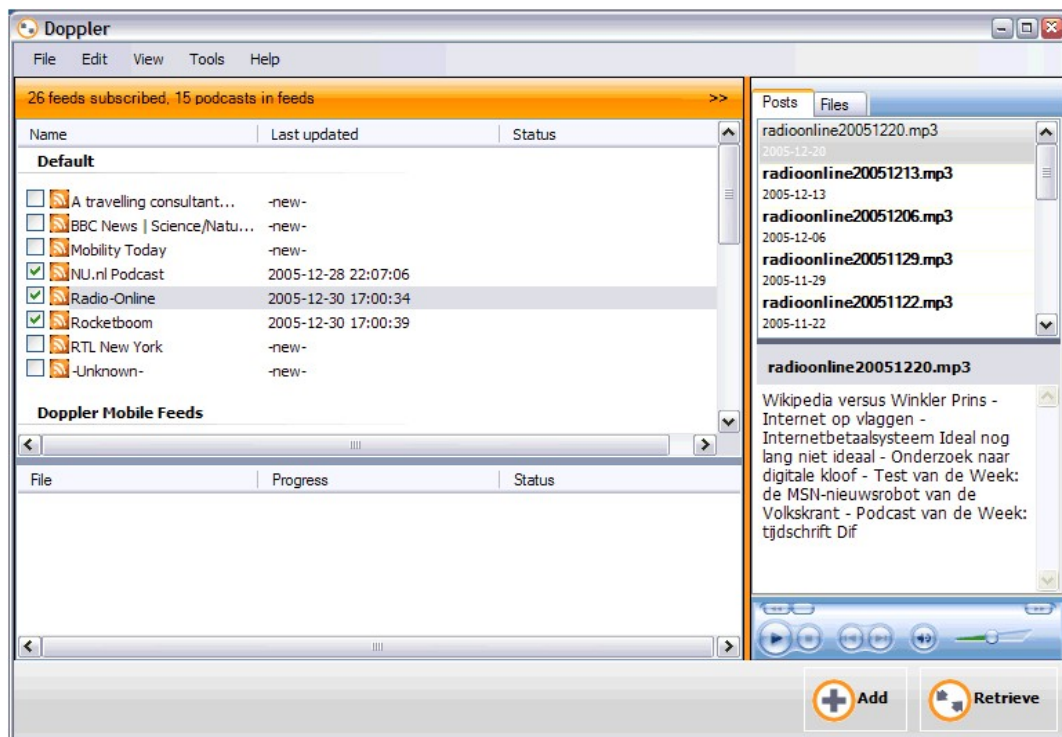 Doppler
File Edit View Tools Help
26 feeds subscribed, 15 podcasts in feeds >>
Name Last updated Status
Default
A travelling consultant... -new-
BBC News | Science/Natu... -new-
Mobility Today -new-
NU.nl Podcast 2005-12-28 22:07:06
Radio-Online 2005-12-30 17:00:34
Rocketboom 2005-12-30 17:00:39
RTL New York -new-
-Unknown- -new-
Doppler Mobile Feeds
File Progress Status
Posts Files
radioonline20051220.mp3
2005-12-20
radioonline20051213.mp3
2005-12-13
radioonline20051206.mp3
2005-12-06
radioonline20051129.mp3
2005-11-29
radioonline20051122.mp3
2005-11-22
radioonline20051220.mp3
Wikipedia versus Winkler Prins -
Internet op vlaggen -
Internetbetaalsysteem Ideal nog
lang niet ideaal - Onderzoek naar
digitale kloof - Test van de Week:
de MSN-nieuwsrobot van de
Volkskrant - Podcast van de Week:
tijdschrift Dif
Add Retrieve